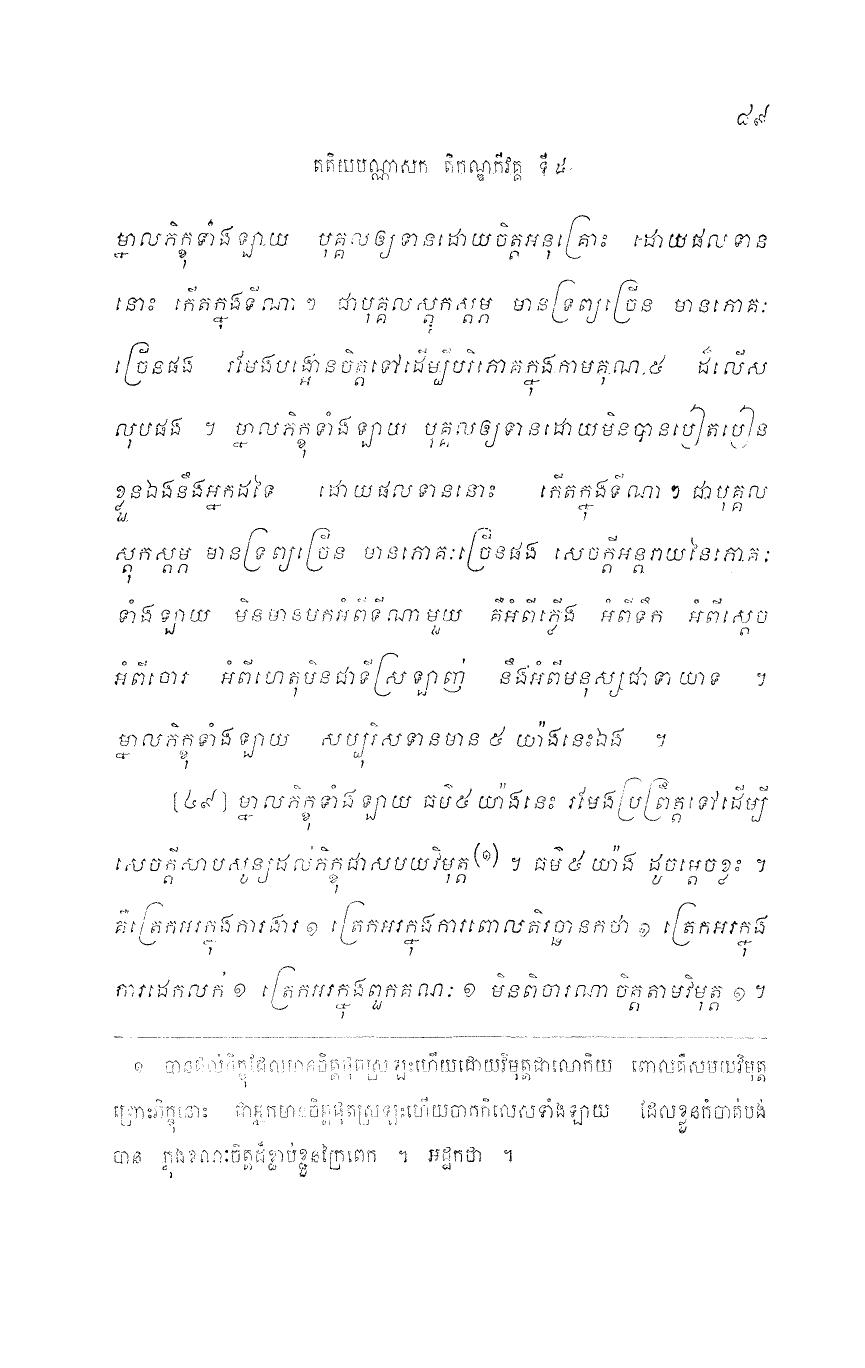 ៤៩
តតិយបណ្ណាសក តិកណ្ឌកីវគ្គ ទី ៥
ម្នាលភិក្ខុទាំងឡាយ បុគ្គលឲ្យទានដោយចិត្តអនុគ្រោះ ដោយផលទាន
នោះ កើតក្នុងទីណា ៗ ជាបុគ្គលស្តុកស្តម្ភ មានទ្រព្យច្រើន មានភោគៈ
ច្រើនផង រមែងបង្អោនចិត្តទៅដើម្បីបរិភោគក្នុងកាមគុណ ៥ ដ៏លើស
លុបផង ។ ម្នាលភិក្ខុទាំងឡាយ បុគ្គលឲ្យទានដោយមិនបានបៀតបៀន
ខ្លួនឯងនឹងអ្នកដទៃ ដោយផលទាននោះ កើតក្នុងទីណា ៗ ជាបុគ្គល
ស្តុកស្តម្ភ មានទ្រព្យច្រើន មានភោគៈច្រើនផង សេចក្តីអន្តរាយនៃភោគៈ
ទាំងឡាយ មិនមានមកអំពីទីណាមួយ គឺអំពីភ្លើង អំពីទឹក អំពីស្តេច
អំពីចោរ អំពីហេតុមិនជាទីស្រឡាញ់ នឹងអំពីមនុស្សជាទាយាទ ។
ម្នាលភិក្ខុទាំងឡាយ សប្បុរិសទានមាន ៥ យ៉ាងនេះឯង ។
[៤៩] ម្នាលភិក្ខុទាំងឡាយ ធម៌ ៥ យ៉ាងនេះ រមែងប្រព្រឹត្តទៅដើម្បី
សេចក្តីសាបសូន្យដល់ភិក្ខុជាសមយវិមុត្ត(១) ។ ធម៌ ៥ យ៉ាង ដូចម្តេចខ្លះ ។
គឺត្រេកអរក្នុងការងារ ១ ត្រេកអរក្នុងការពោលតិរច្ឆានកថា ១ ត្រេកអរក្នុង
ការដេកលក់ ១ ត្រេកអរក្នុងពួកគណៈ ១ មិនពិចារណាចិត្តតាមវិមុត្ត ១ ។
១ បានដល់ភិក្ខុដែលមានចិត្តផុតស្រឡះហើយដោយវិមុត្តជាលោកិយ ពោលគឺសមយវិមុត្ត
ព្រោះភិក្ខុនោះ ជាអ្នកមានចិត្តផុតស្រឡះហើយចាកកិលេសទាំងឡាយ ដែលខ្លួនកំចាត់បង់
បាន ក្នុងខណៈចិត្តដ៏ខ្ជាប់ខ្ជួនក្រៃពេក ។ អដ្ឋកថា ។